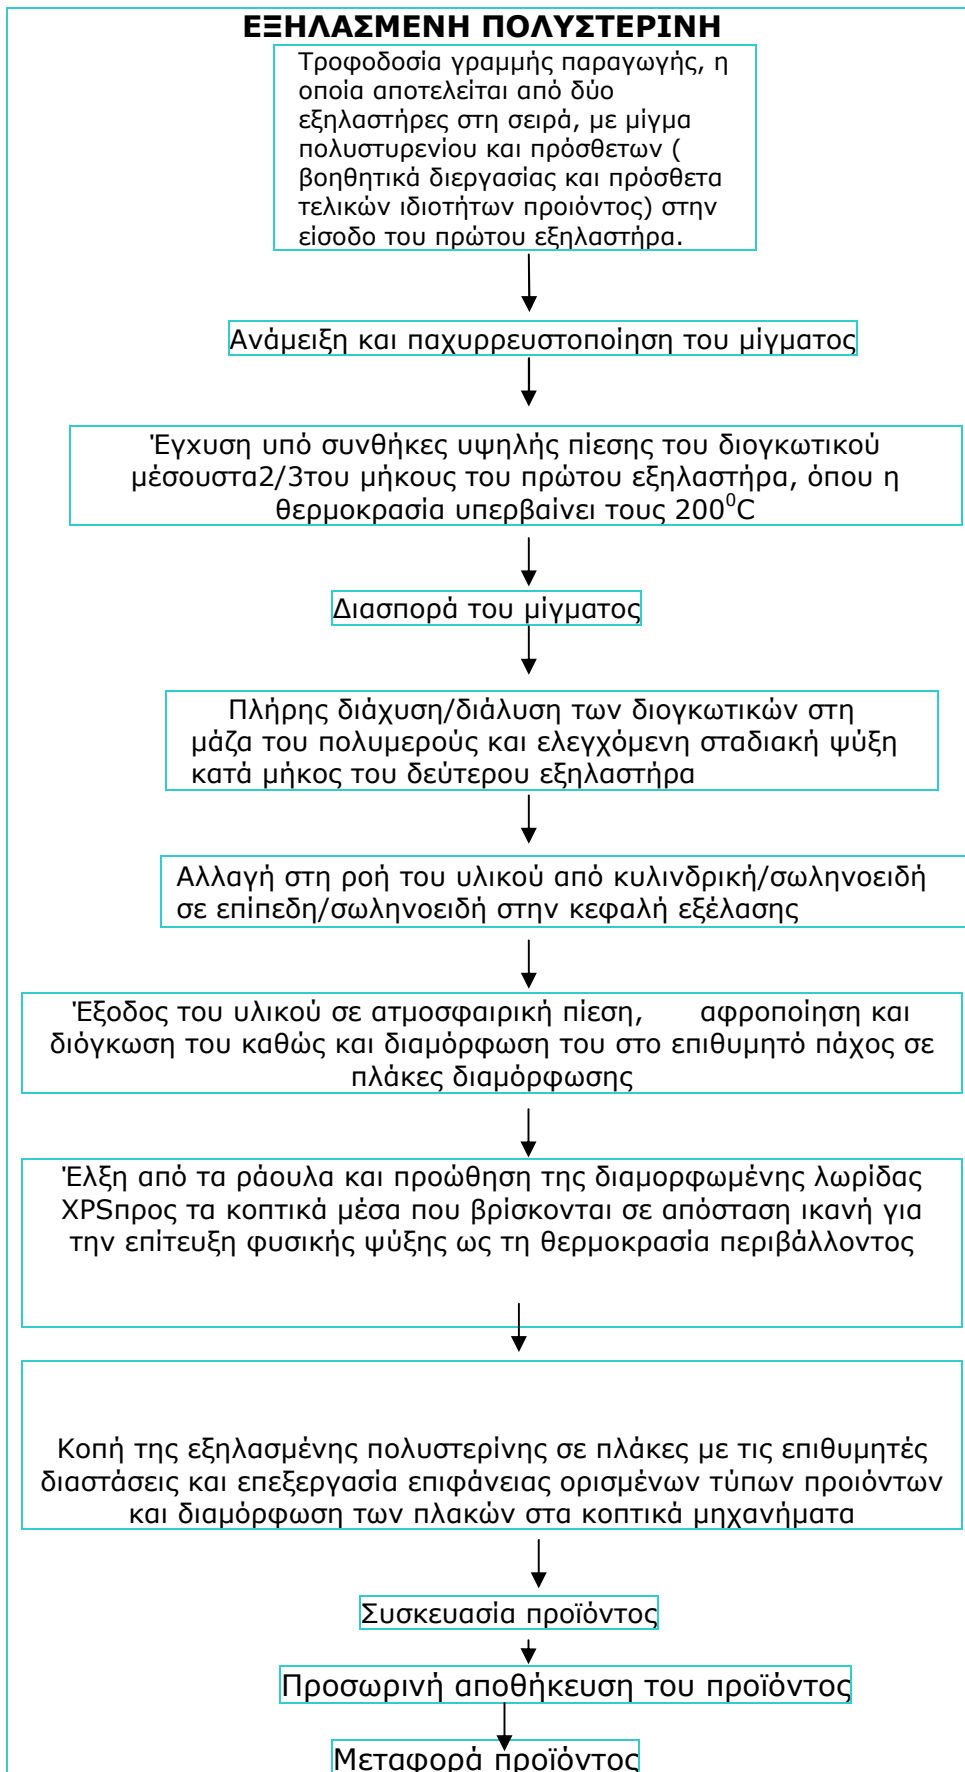 ΕΞΗΛΑΣΜΕΝΗ ΠΟΛΥΣΤΕΡΙΝΗ
Τροφοδοσία γραμμής παραγωγής, η
οποία αποτελείται από δύο
εξηλαστήρες στη σειρά, με μίγμα
πολυστυρενίου και πρόσθετων (
βοηθητικά διεργασίας και πρόσθετα
τελικών ιδιοτήτων προιόντος) στην
είσοδο του πρώτου εξηλαστήρα.
Ανάμειξη και παχυρρευστοποίηση του μίγματος
Έγχυση υπό συνθήκες υψηλής πίεσης του διογκωτικού
μέσουστα2/3του μήκους του πρώτου εξηλαστήρα, όπου η
θερμοκρασία υπερβαίνει τους 200⁰C
Διασπορά του μίγματος
Πλήρης διάχυση/διάλυση των διογκωτικών στη
μάζα του πολυμερούς και ελεγχόμενη σταδιακή ψύξη
κατά μήκος του δεύτερου εξηλαστήρα
Αλλαγή στη ροή του υλικού από κυλινδρική/σωληνοειδή
σε επίπεδη/σωληνοειδή στην κεφαλή εξέλασης
Έξοδος του υλικού σε ατμοσφαιρική πίεση, αφροποίηση και
διόγκωση του καθώς και διαμόρφωση του στο επιθυμητό πάχος σε
πλάκες διαμόρφωσης
Έλξη από τα ράουλα και προώθηση της διαμορφωμένης λωρίδας
XPSπρος τα κοπτικά μέσα που βρίσκονται σε απόσταση ικανή για
την επίτευξη φυσικής ψύξης ως τη θερμοκρασία περιβάλλοντος
Κοπή της εξηλασμένης πολυστερίνης σε πλάκες με τις επιθυμητές
διαστάσεις και επεξεργασία επιφάνειας ορισμένων τύπων προιόντων
και διαμόρφωση των πλακών στα κοπτικά μηχανήματα
Συσκευασία προϊόντος
Προσωρινή αποθήκευση του προϊόντος
Μεταφορά προϊόντος